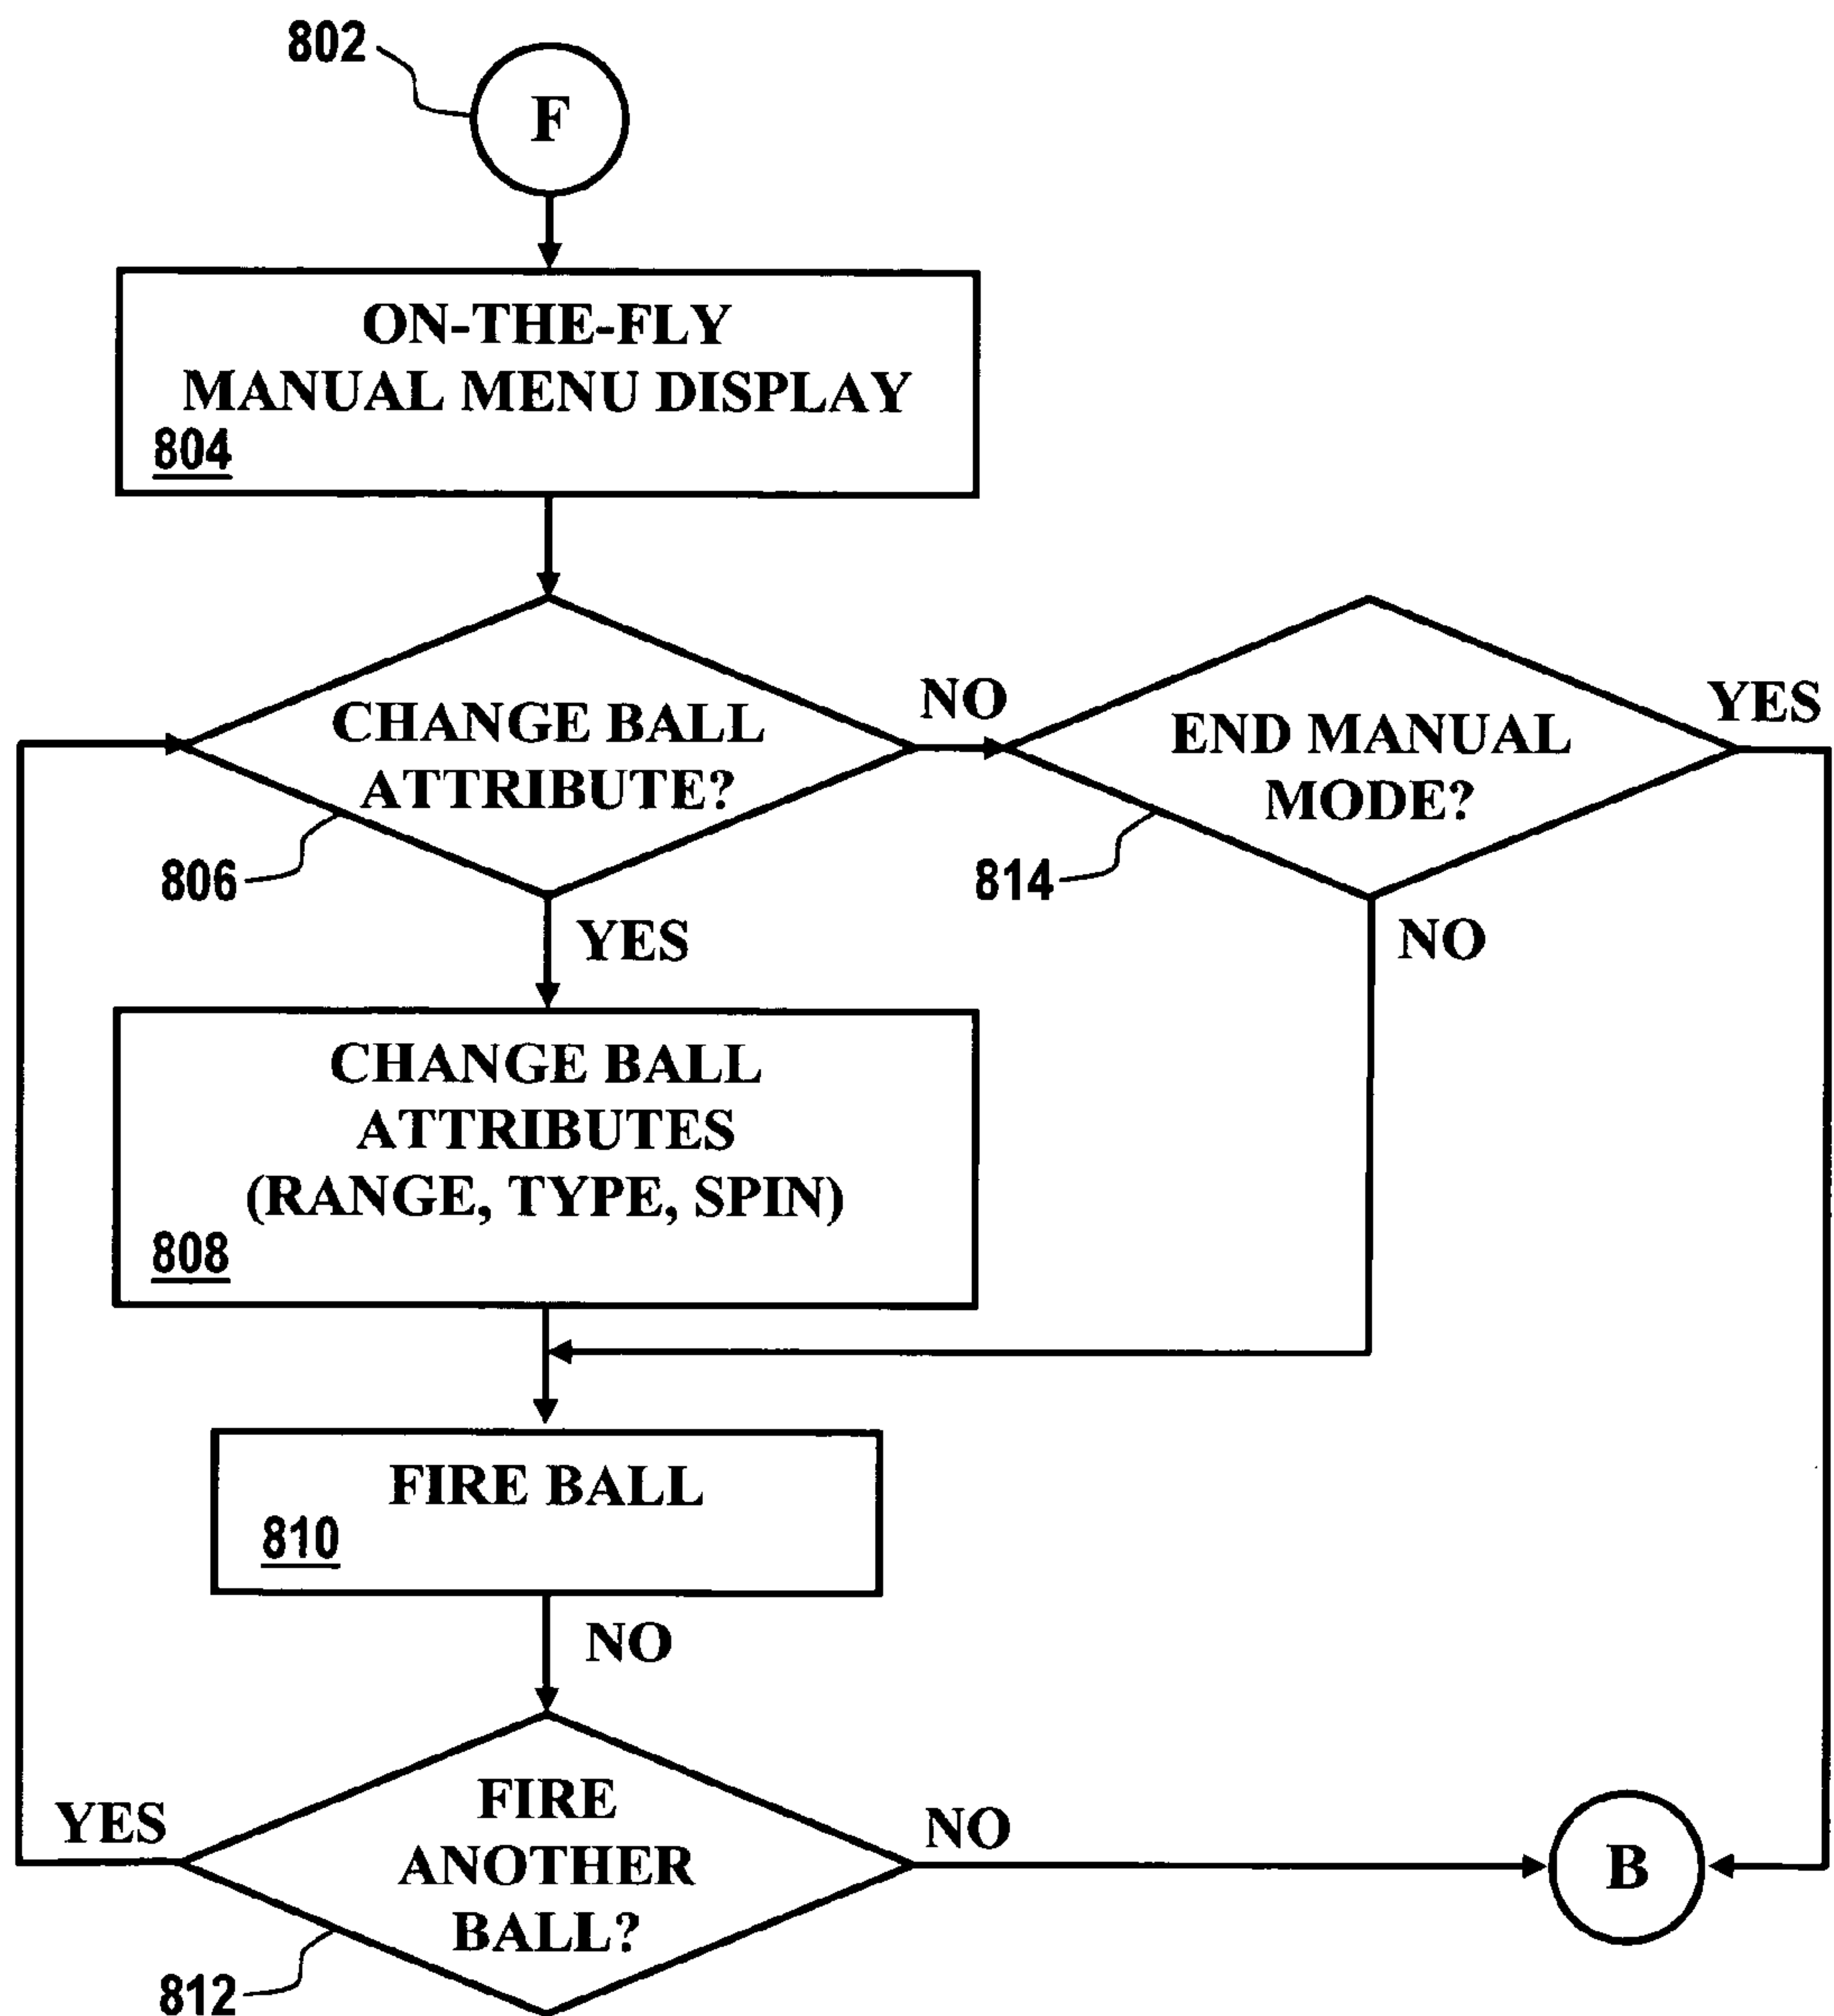 802
F
ON-THE-FLY
MANUAL MENU DISPLAY
804
CHANGE BALL
ATTRIBUTE?
806
NO
END MANUAL
MODE?
814
YES
YES
NO
CHANGE BALL
ATTRIBUTES
(RANGE, TYPE, SPIN)
808
FIRE BALL
810
NO
FIRE
ANOTHER
BALL?
812
YES
NO
B